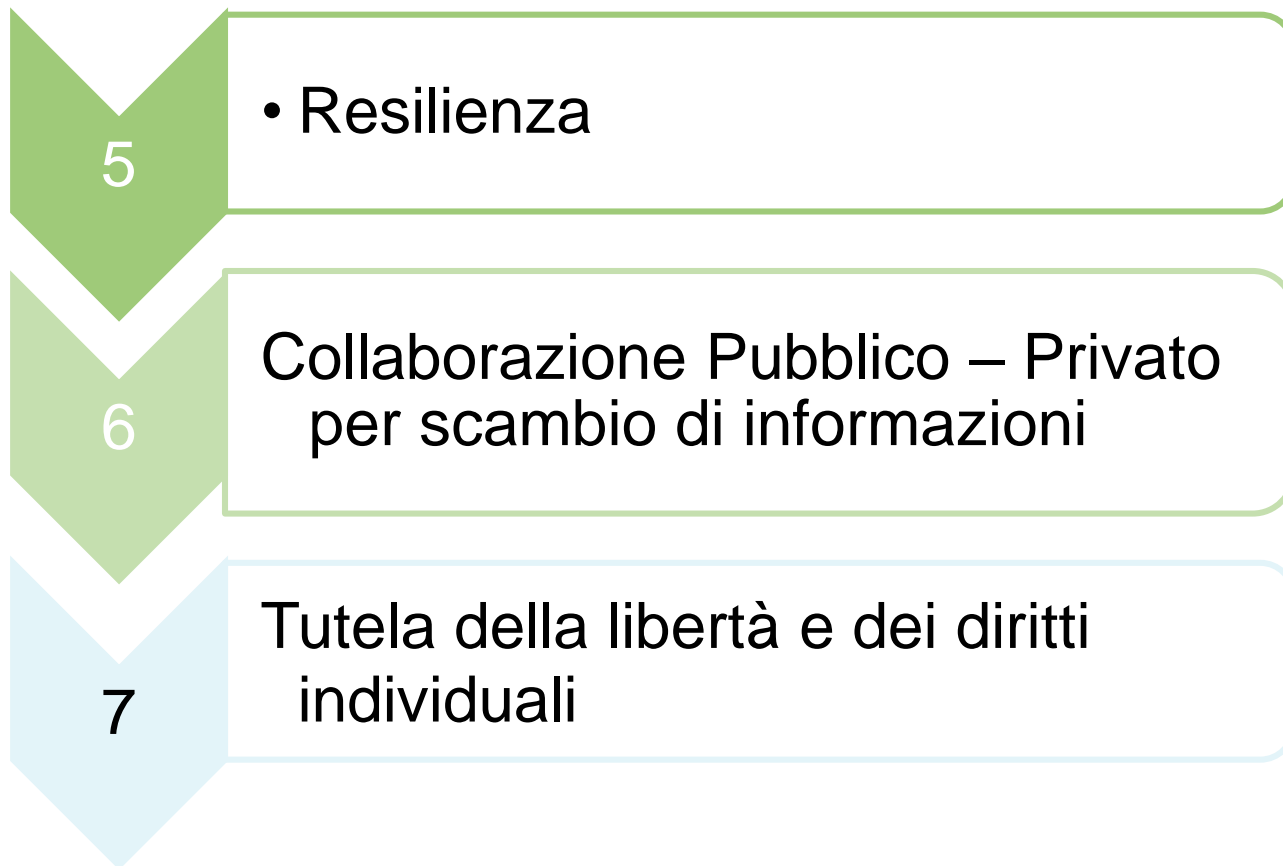 5
• Resilienza
6
Collaborazione Pubblico – Privato
per scambio di informazioni
7
Tutela della libertà e dei diritti
individuali